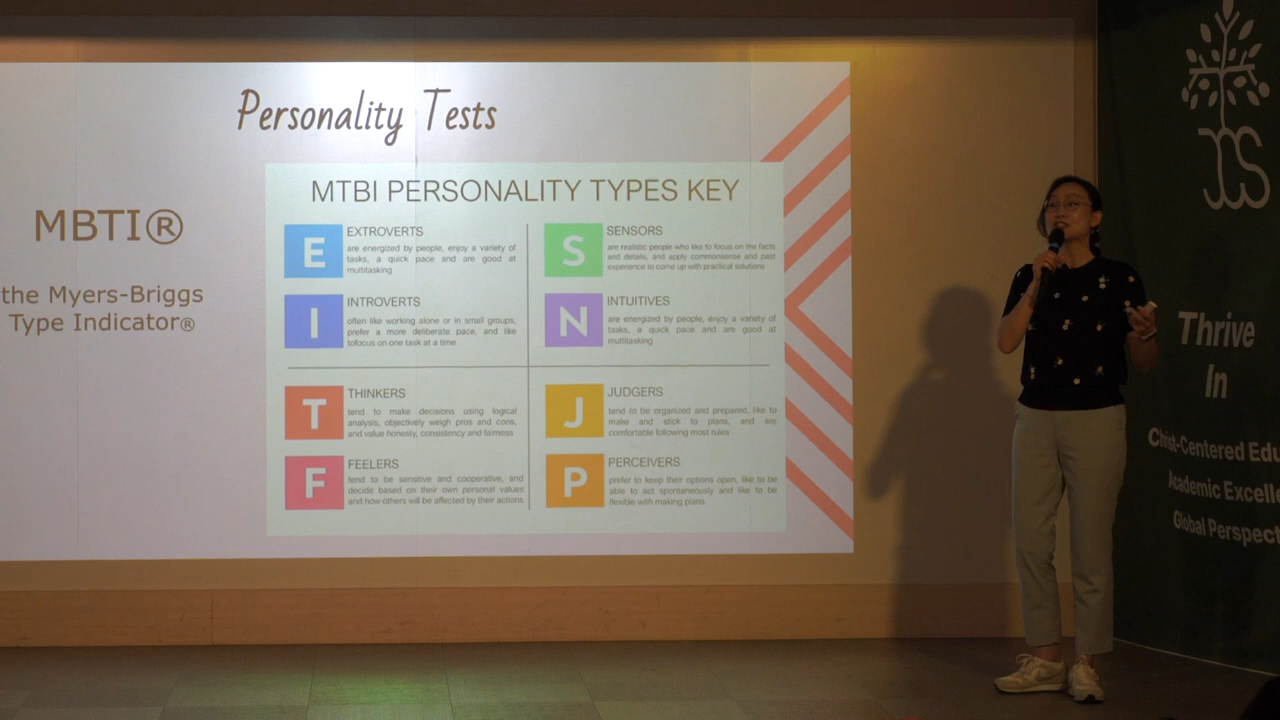 Personality Tests
MBTI®
the Myers-Briggs
Type Indicator®
MTBI PERSONALITY TYPES KEY
E
EXTROVERTS
are energized by people, enjoy a variety of
tasks, a quick pace and are good at
multitasking
I
INTROVERTS
often like working alone or in small groups,
prefer a more deliberate pace, and like
tofocus on one task at a time
S
SENSORS
are realistic people who like to focus on the facts
and details, and apply commonsense and past
experience to come up with practical solutions
N
INTUITIVES
are energized by people, enjoy a variety of
tasks, a quick pace and are good at
multitasking
T
THINKERS
tend to make decisions using logical
analysis, objectively weigh pros and cons,
and value honesty, consistency and fairness
F
FEELERS
tend to be sensitive and cooperative, and
decide based on their own personal values
and how others will be affected by their actions
J
JUDGERS
tend to be organized and prepared, like to
make and stick to plans, and are
comfortable following most rules
P
PERCEIVERS
prefer to keep their options open, like to be
able to act spontaneously and like to be
flexible with making plans
JCS
Thrive
In
Christ-Centered Edu
Academic Excelle
Global Perspect